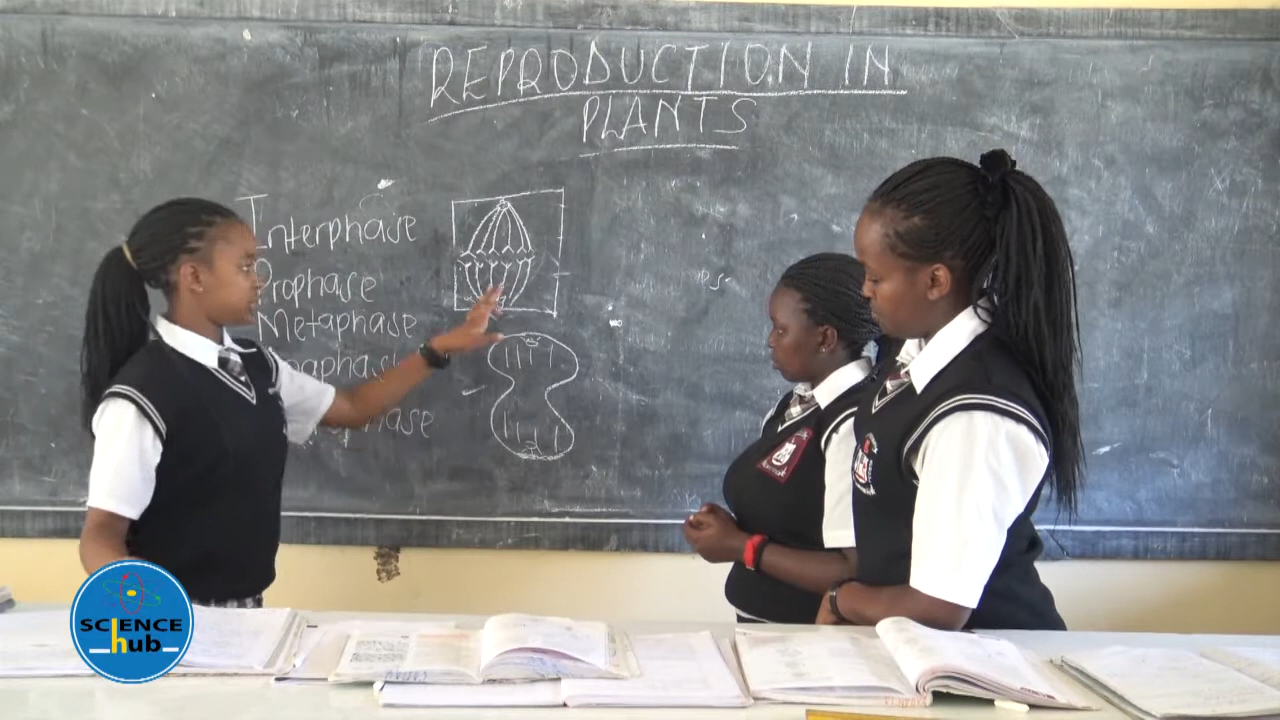 REPRODUCTION IN
PLANTS
Interphase
Prophase
Metaphase
SCIENCE
hub